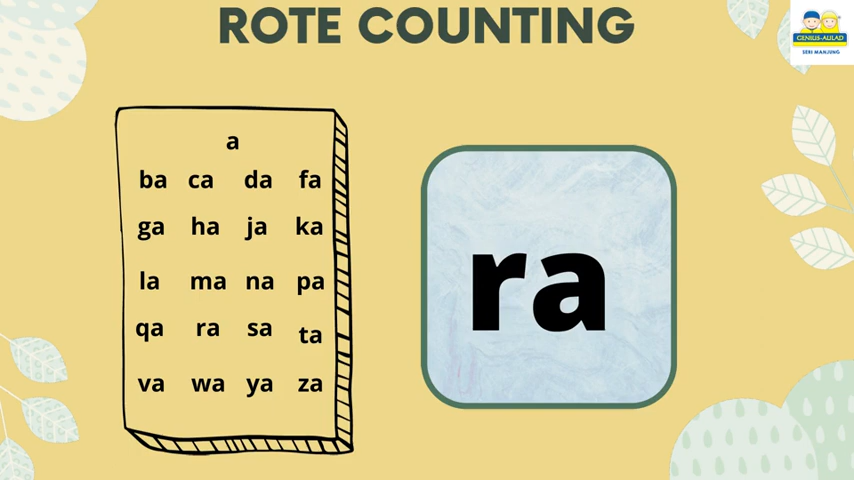 ROTE COUNTING
GENIUS AULAD
SERI MANJUNG
a
ba ca da fa
ga ha ja ka
la ma na pa
qa ra sa ta
va wa ya za
ra